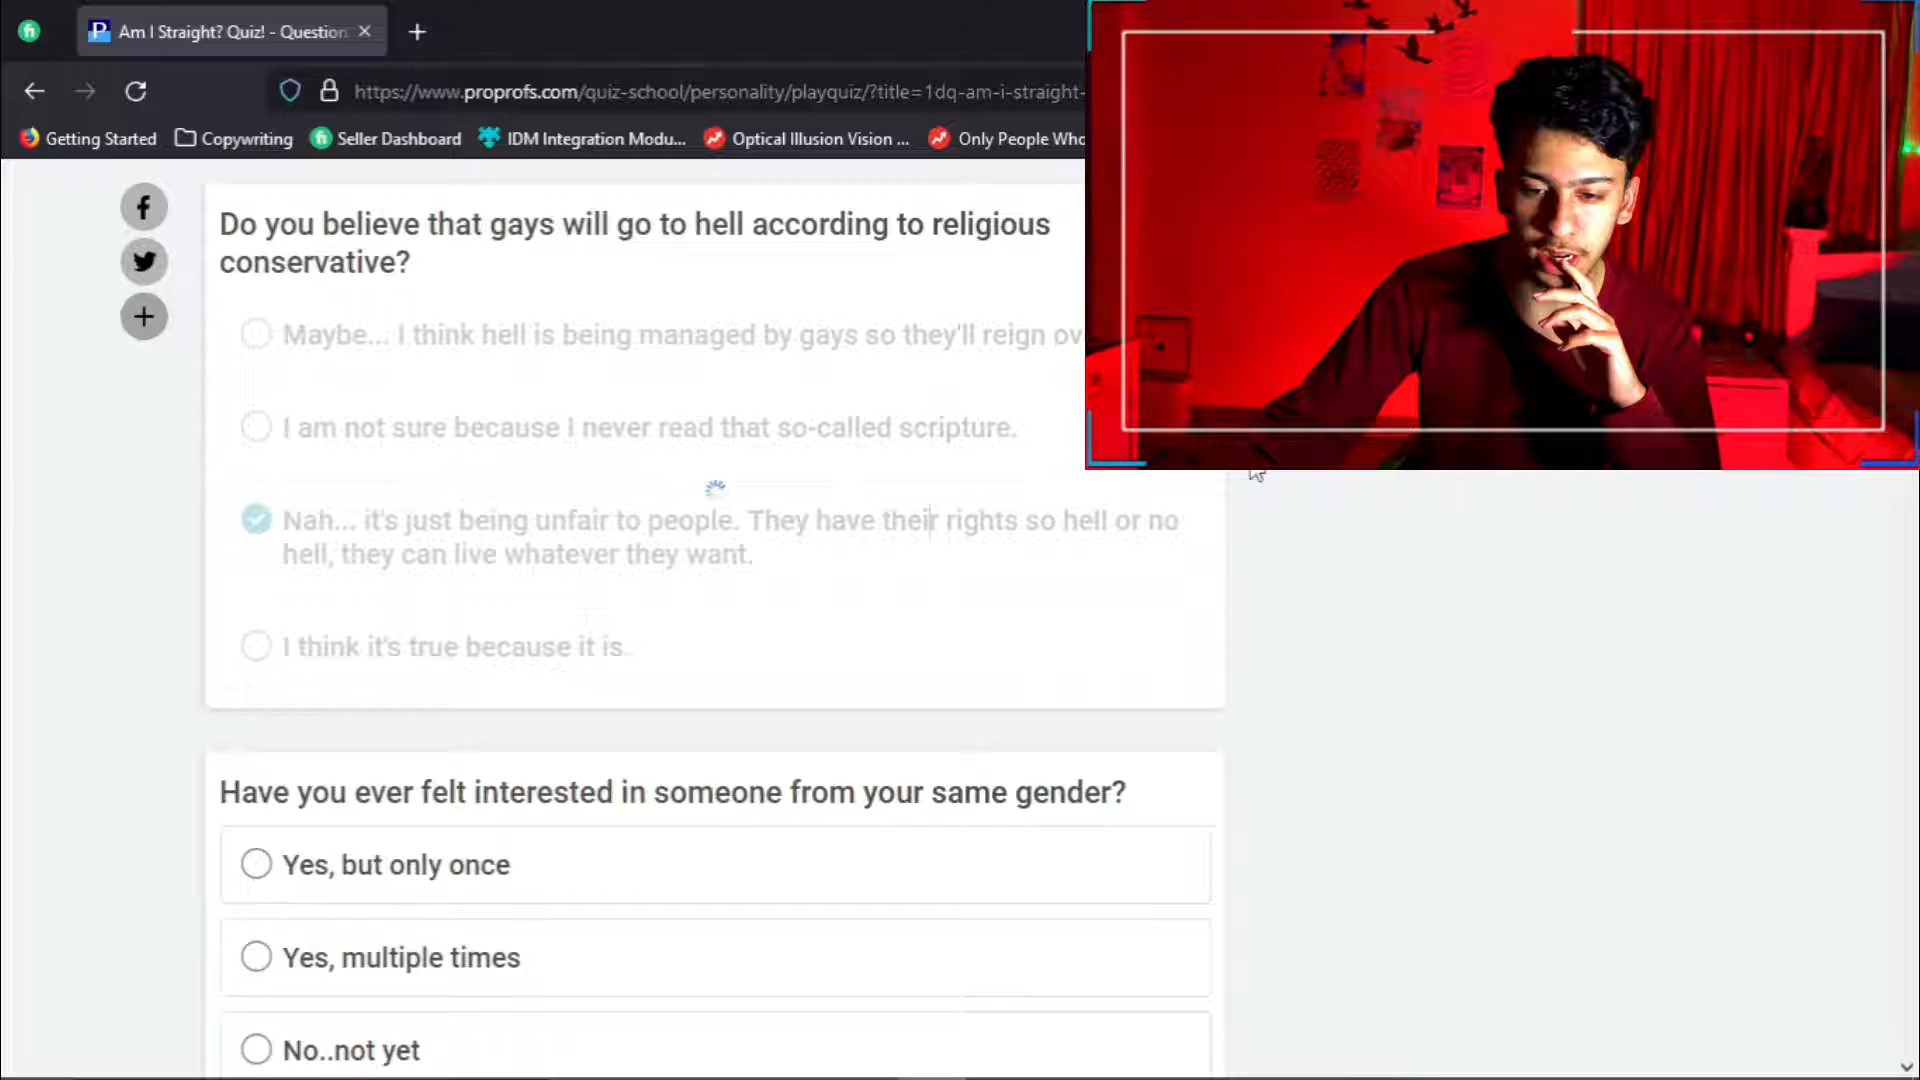 Am I Straight? Quiz! - Question
https://www.proprofs.com/quiz-school/personality/playquiz/?title=1dq-am-i-straight-
Getting Started Copywriting Seller Dashboard IDM Integration Modu... Optical Illusion Vision ... Only People Who
Do you believe that gays will go to hell according to religious
conservative?
Maybe... I think hell is being managed by gays so they'll reign ov
I am not sure because I never read that so-called scripture.
Nah... it's just being unfair to people. They have their rights so hell or no
hell, they can live whatever they want.
I think it's true because it is.
Have you ever felt interested in someone from your same gender?
Yes, but only once
Yes, multiple times
No..not yet